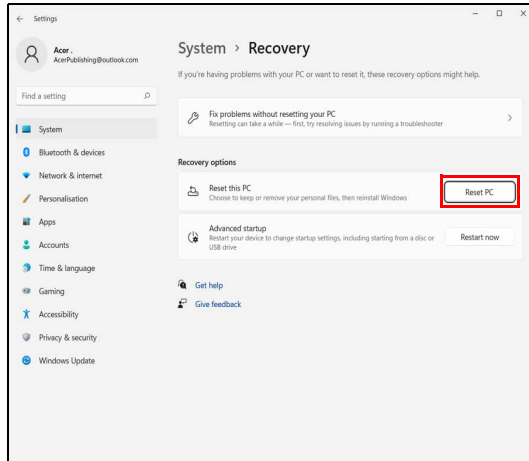 Settings
Acer .
AcerPublishing@outlook.com
Find a setting
System
Bluetooth & devices
Network & internet
Personalisation
Apps
Accounts
Time & language
Gaming
Accessibility
Privacy & security
Windows Update
System > Recovery
If you're having problems with your PC or want to reset it, these recovery options might help.
Fix problems without resetting your PC
Resetting can take a while — first, try resolving issues by running a troubleshooter
Recovery options
Reset this PC
Choose to keep or remove your personal files, then reinstall Windows
Reset PC
Advanced startup
Restart your device to change startup settings, including starting from a disc or
USB drive
Restart now
Get help
Give feedback